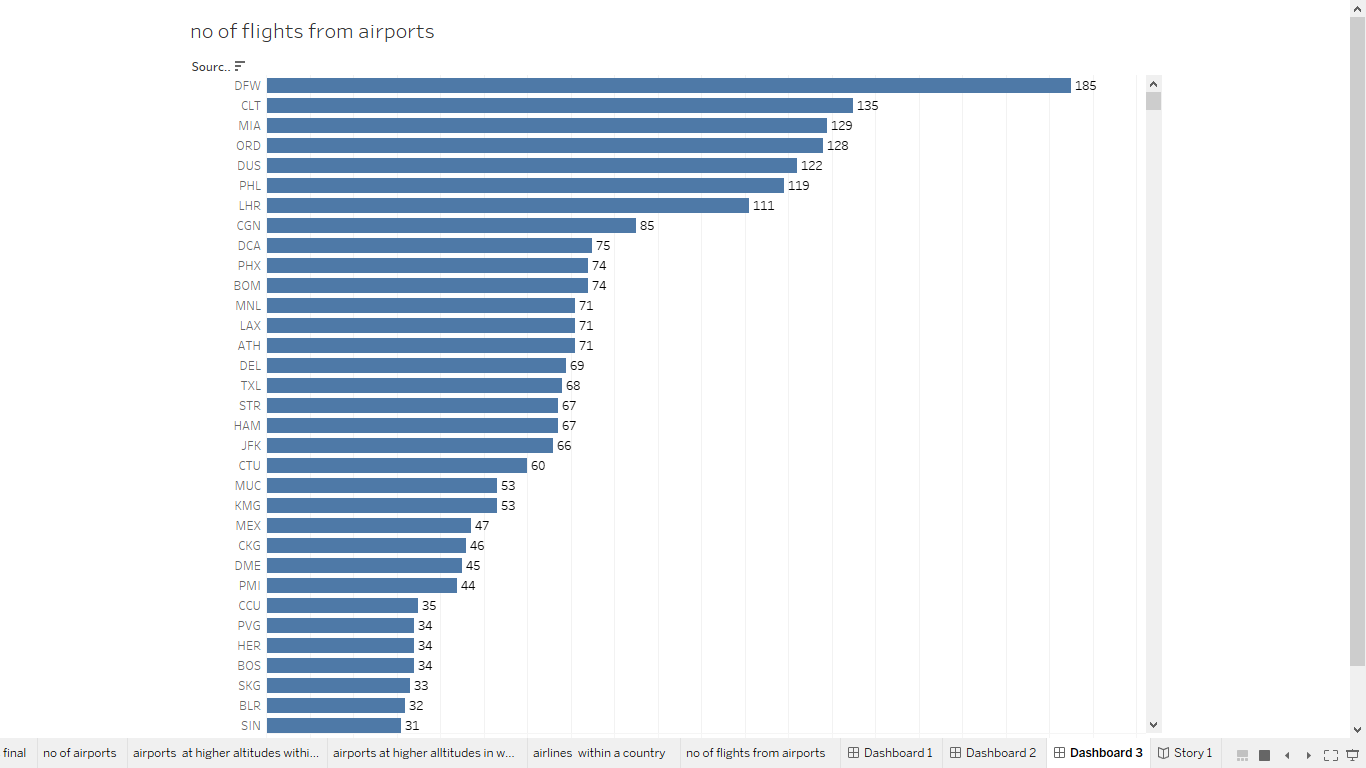 no of flights from airports
Sourc..
DFW 185
CLT 135
MIA 129
ORD 128
DUS 122
PHL 119
LHR 111
CGN 85
DCA 75
PHX 74
BOM 74
MNL 71
LAX 71
ATH 71
DEL 69
TXL 68
STR 67
HAM 67
JFK 66
CTU 60
MUC 53
KMG 53
MEX 47
CKG 46
DME 45
PMI 44
CCU 35
PVG 34
HER 34
BOS 34
SKG 33
BLR 32
SIN 31
final no of airports airports at higher altitudes withi... airports at higher alltitudes in w... airlines within a country no of flights from airports Dashboard 1 Dashboard 2 Dashboard 3 Story 1